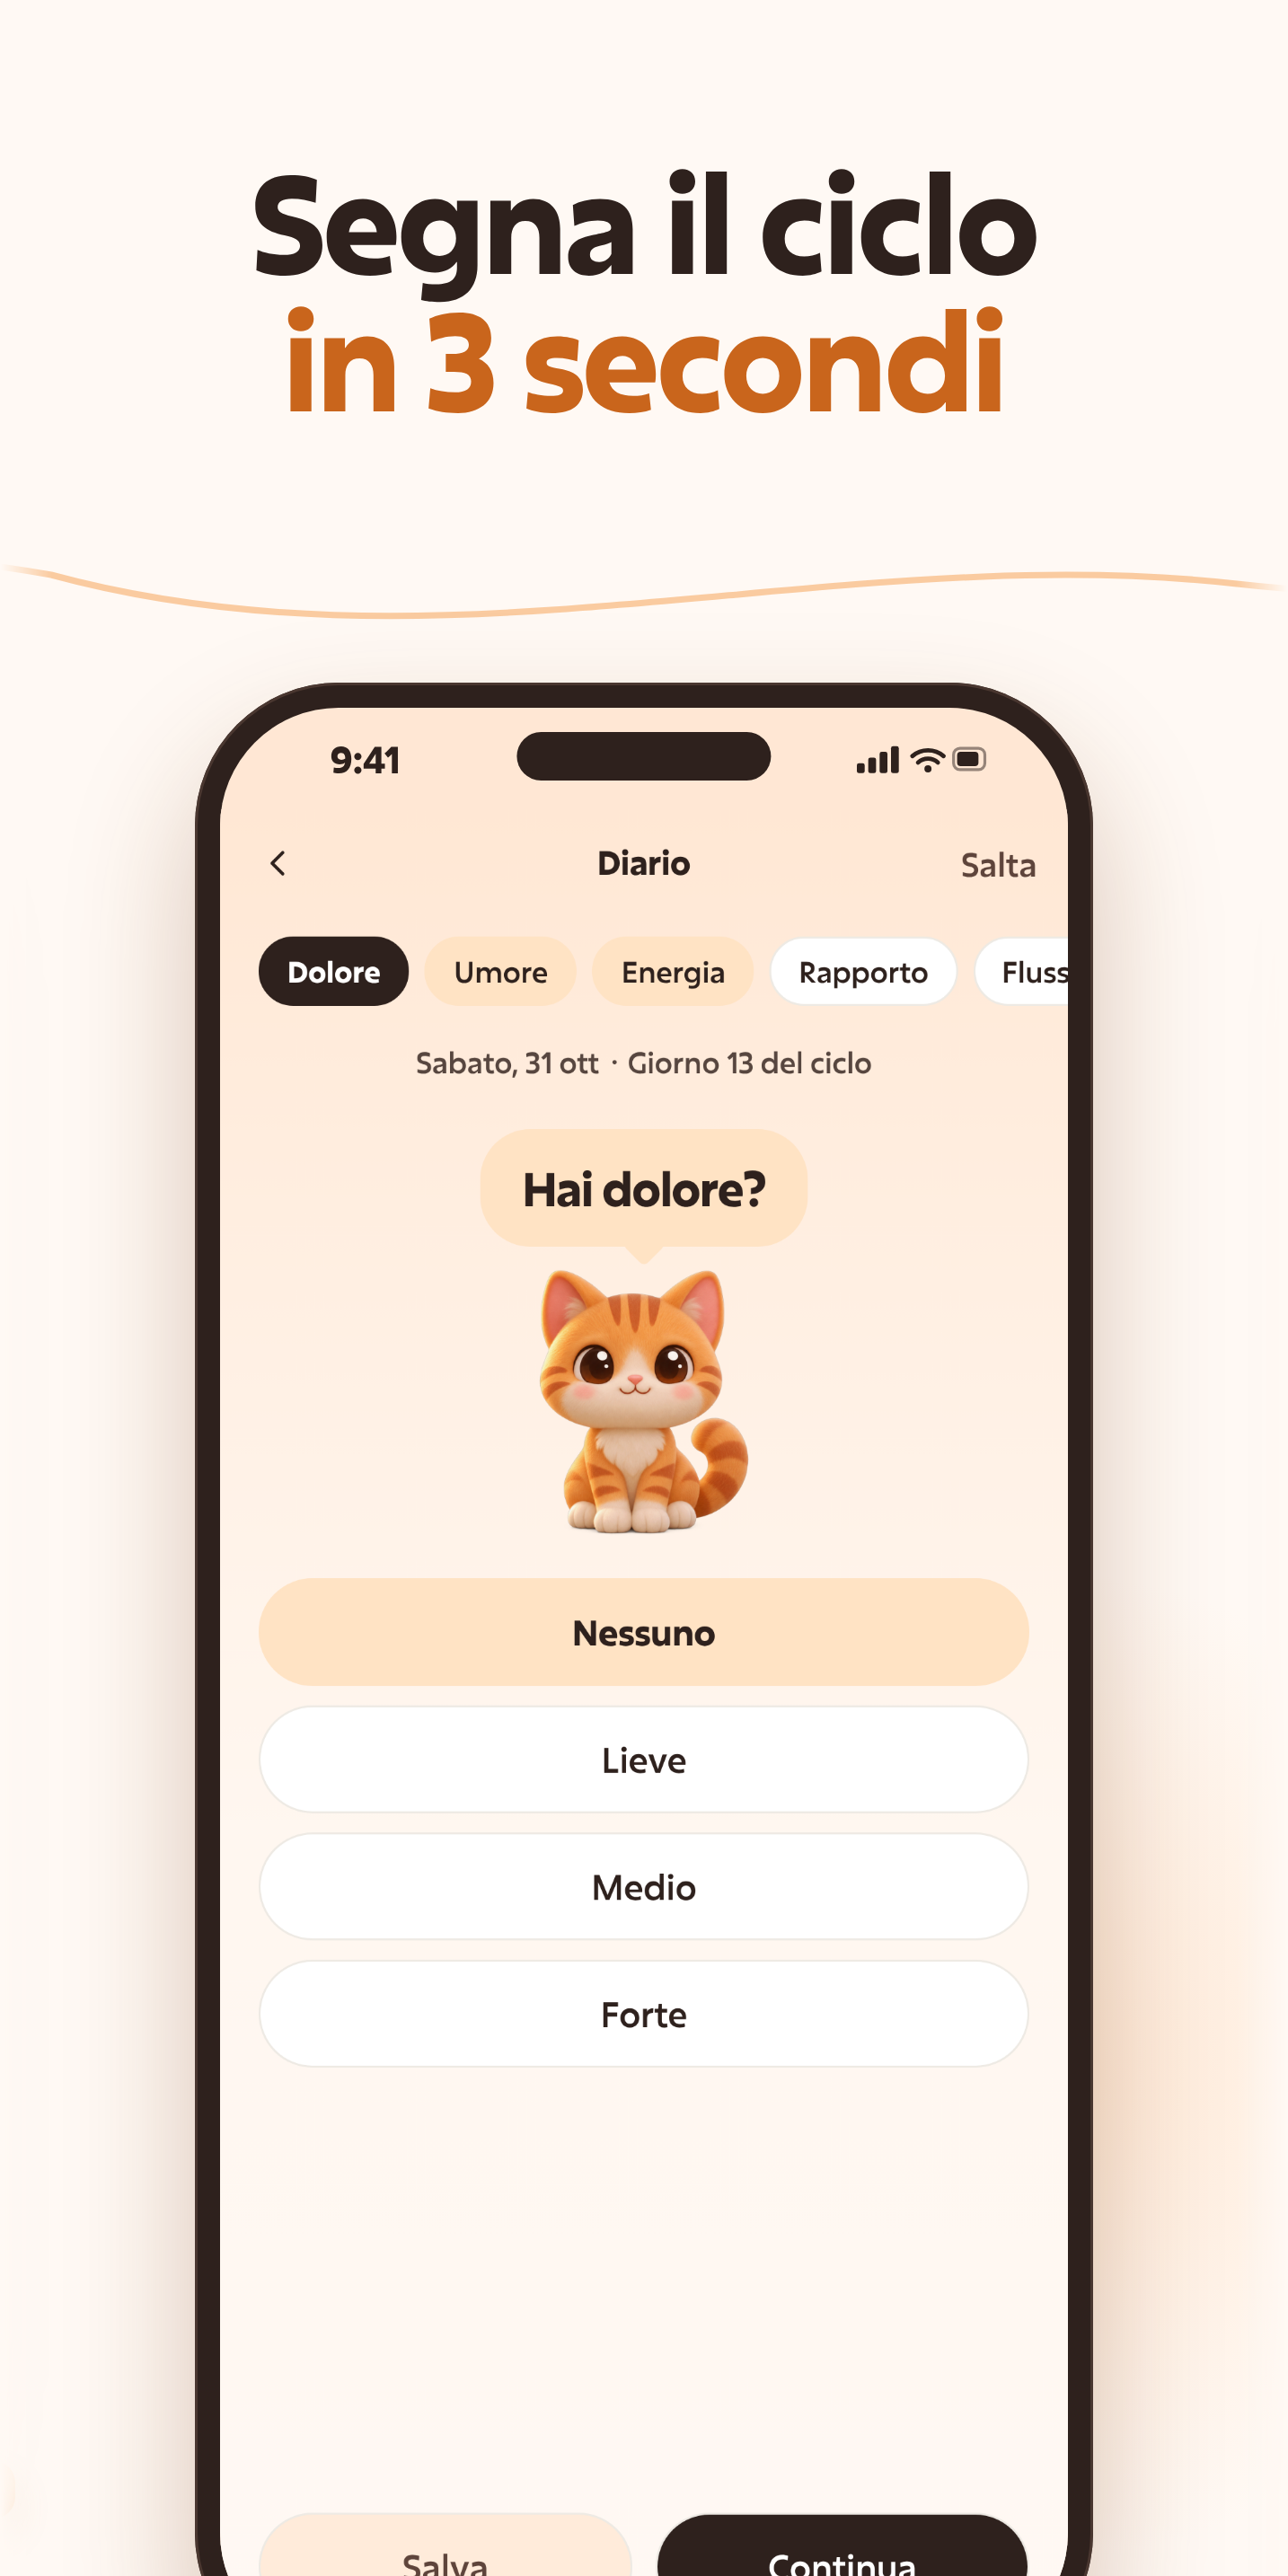 Segna il ciclo
in 3 secondi
9:41
Diario
Salta
Dolore
Umore
Energia
Rapporto
Fluss
Sabato, 31 ott · Giorno 13 del ciclo
Hai dolore?
Nessuno
Lieve
Medio
Forte
Salva
Continua